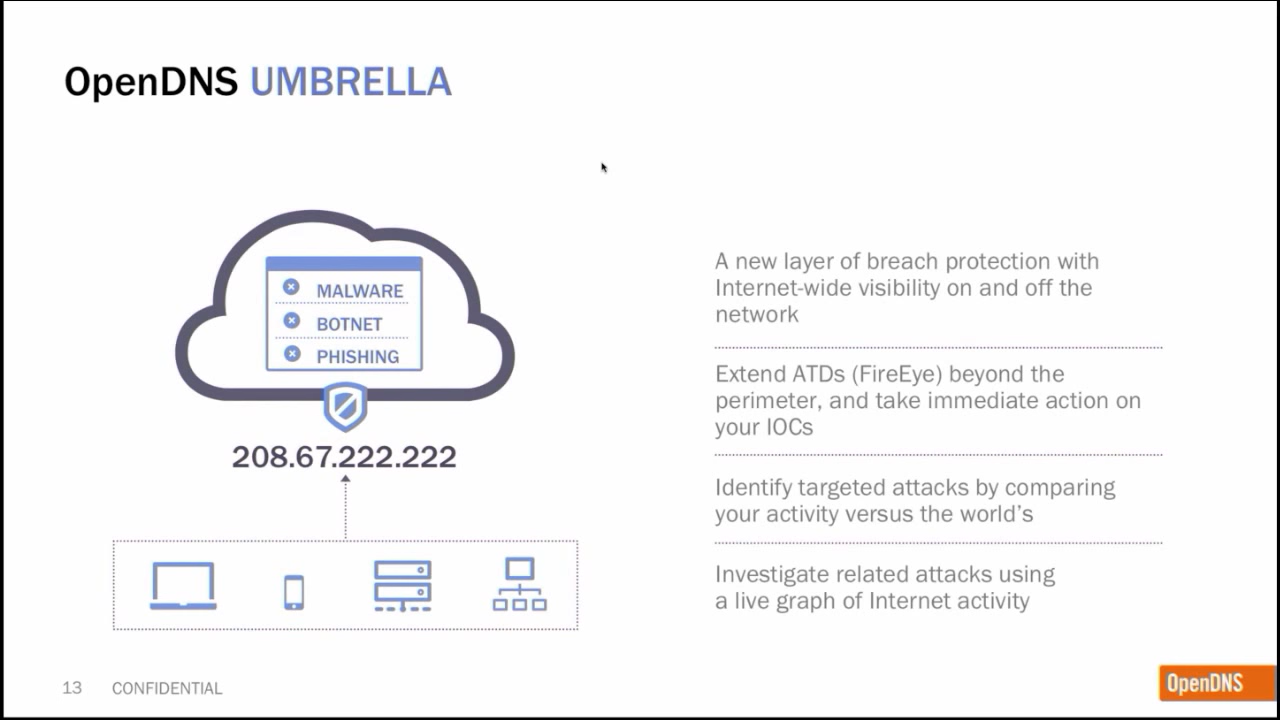 OpenDNS UMBRELLA
MALWARE
BOTNET
PHISHING
208.67.222.222
A new layer of breach protection with
Internet-wide visibility on and off the
network
Extend ATDs (FireEye) beyond the
perimeter, and take immediate action on
your IOCs
Identify targeted attacks by comparing
your activity versus the world’s
Investigate related attacks using
a live graph of Internet activity
13 CONFIDENTIAL
OpenDNS